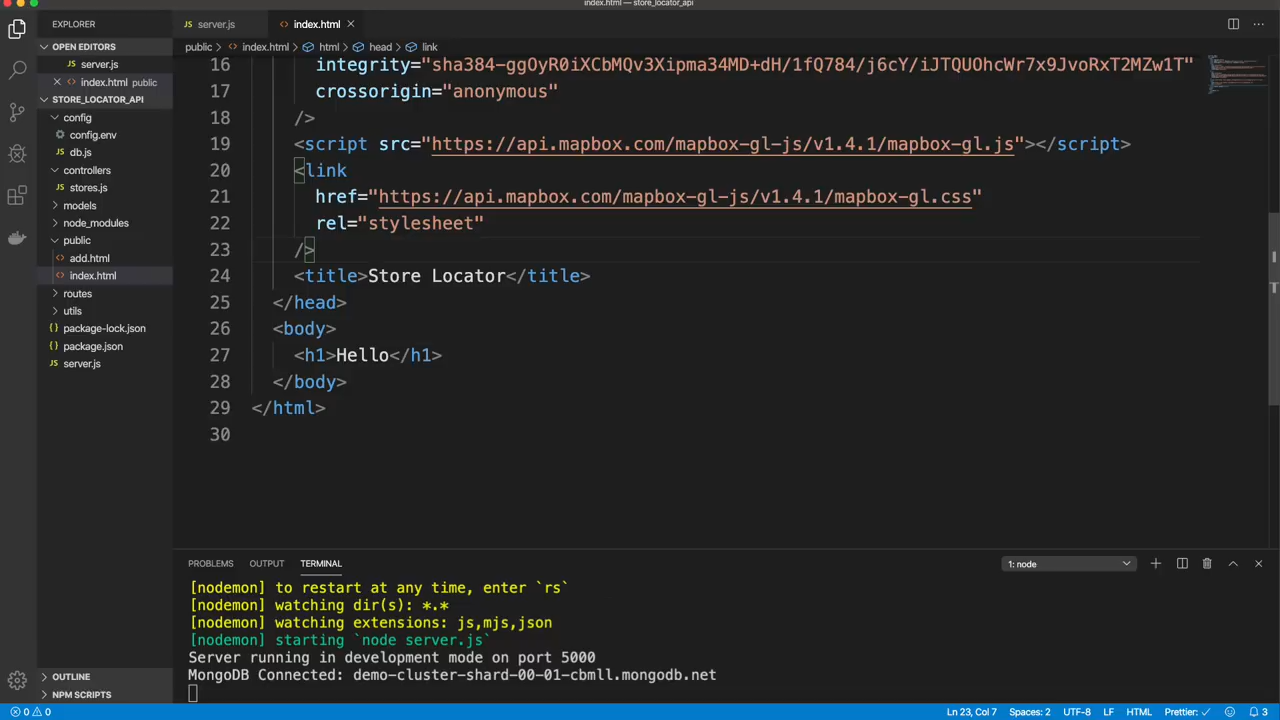 index.html — store_locator_api
EXPLORER
server.js
index.html
OPEN EDITORS
server.js
index.html public
STORE_LOCATOR_API
config
config.env
db.js
controllers
stores.js
models
node_modules
public
add.html
index.html
routes
utils
package-lock.json
package.json
server.js
OUTLINE
NPM SCRIPTS
public > index.html > html > head > link
16 integrity="sha384-ggOyR0iXCbMQv3Xipma34MD+dH/1fQ784/j6cY/iJTQUOhcWr7x9JvoRxT2MZw1T"
17 crossorigin="anonymous"
18 />
19 <script src="https://api.mapbox.com/mapbox-gl-js/v1.4.1/mapbox-gl.js"></script>
20 <link
21 href="https://api.mapbox.com/mapbox-gl-js/v1.4.1/mapbox-gl.css"
22 rel="stylesheet"
23 />
24 <title>Store Locator</title>
25 </head>
26 <body>
27 <h1>Hello</h1>
28 </body>
29 </html>
30
PROBLEMS OUTPUT TERMINAL 1: node
[nodemon] to restart at any time, enter `rs`
[nodemon] watching dir(s): *.*
[nodemon] watching extensions: js,mjs,json
[nodemon] starting `node server.js`
Server running in development mode on port 5000
MongoDB Connected: demo-cluster-shard-00-01-cbmll.mongodb.net
0 0 Ln 23, Col 7 Spaces: 2 UTF-8 LF HTML Prettier: ✓ 3